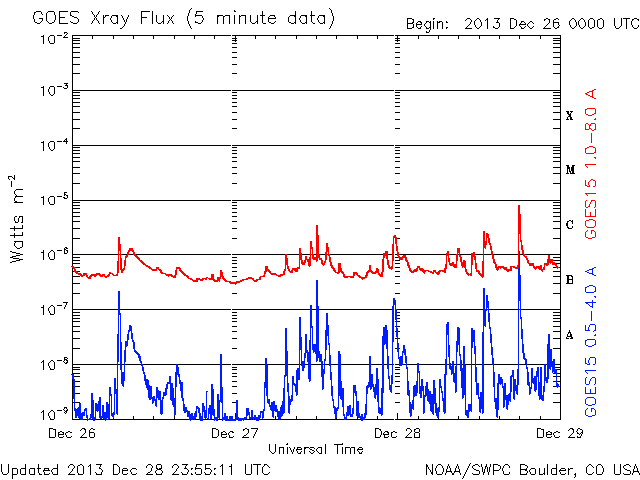 GOES Xray Flux (5 minute data)
Begin: 2013 Dec 26 0000 UTC
10⁻²
10⁻³
10⁻⁴
10⁻⁵
10⁻⁶
10⁻⁷
10⁻⁸
10⁻⁹
Watts m⁻²
X
M
C
B
A
GOES15 1.0-8.0 A
GOES15 0.5-4.0 A
Dec 26 Dec 27 Dec 28 Dec 29
Universal Time
Updated 2013 Dec 28 23:55:11 UTC
NOAA/SWPC Boulder, CO USA